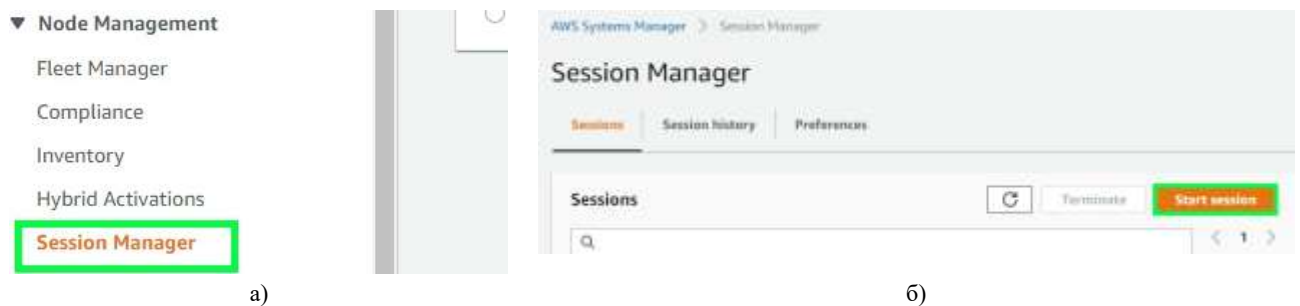 ▼ Node Management
Fleet Manager
Compliance
Inventory
Hybrid Activations
Session Manager
а)
AWS Systems Manager > Session Manager
Session Manager
Sessions | Session history | Preferences
Sessions
Terminate
Start session
< 1 >
б)